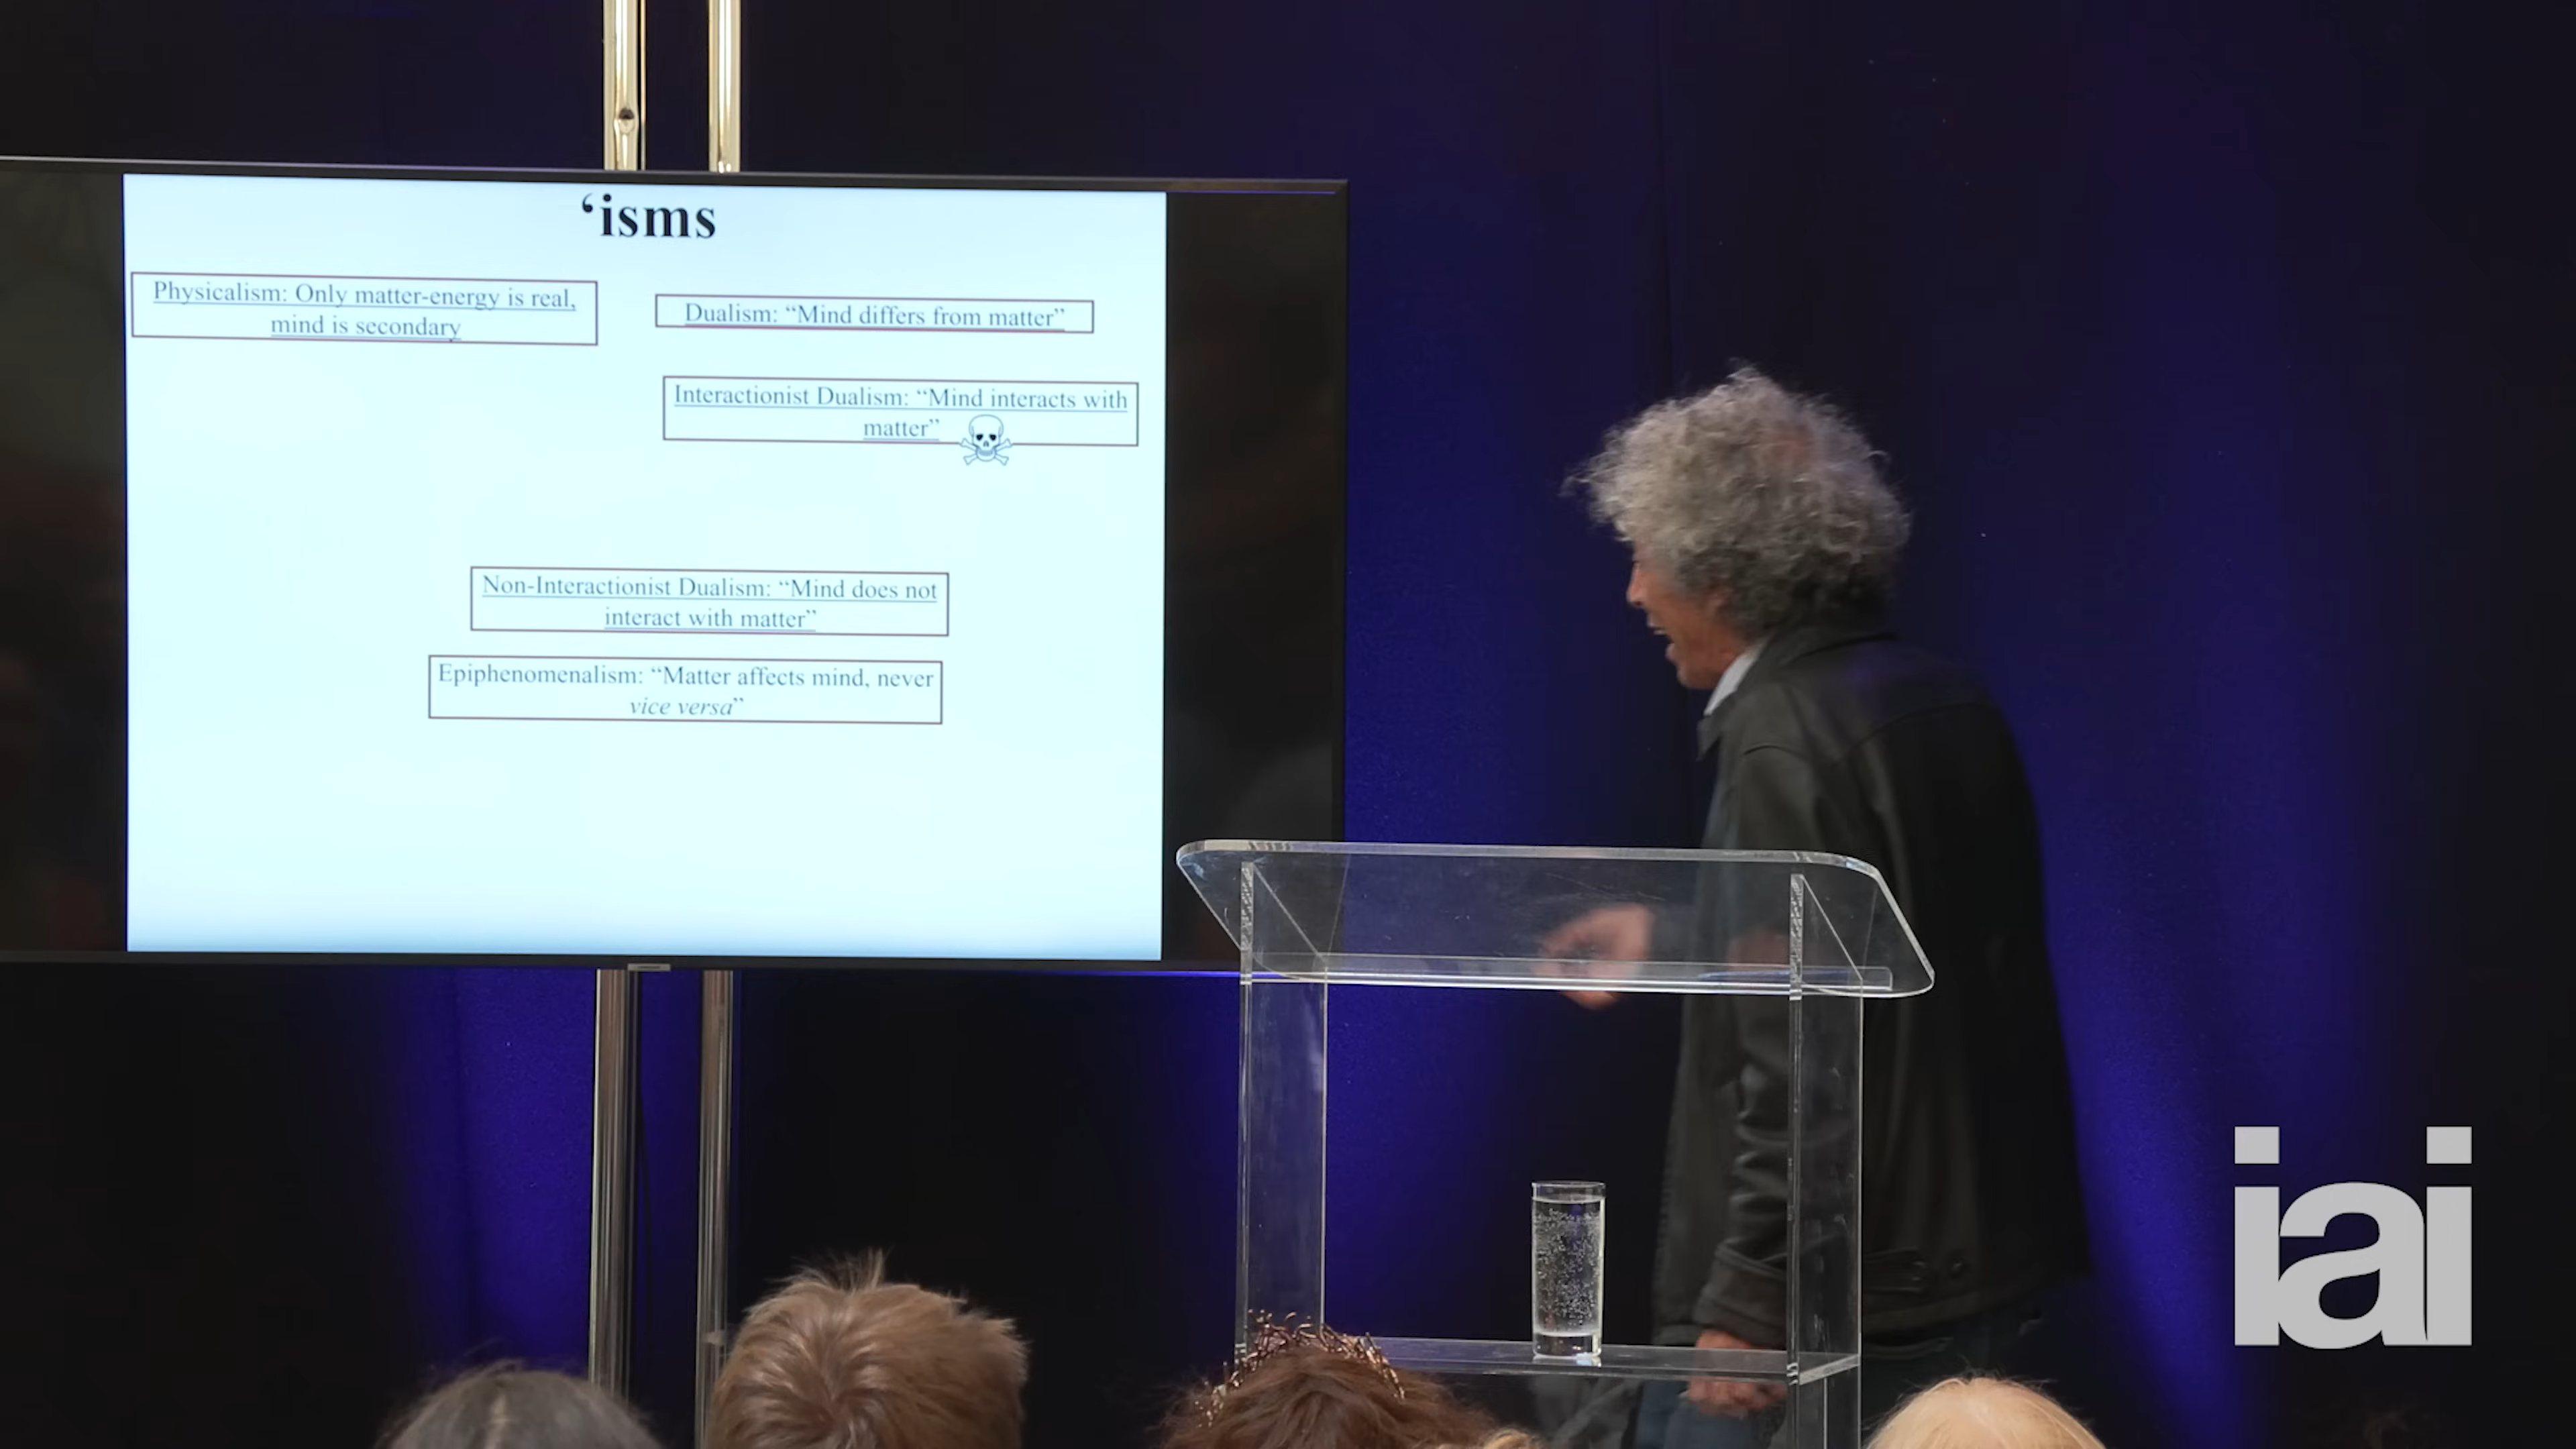 ‘isms
Physicalism: Only matter-energy is real,
mind is secondary
Dualism: “Mind differs from matter”
Interactionist Dualism: “Mind interacts with
matter”
Non-Interactionist Dualism: “Mind does not
interact with matter”
Epiphenomenalism: “Matter affects mind, never
vice versa”
iai